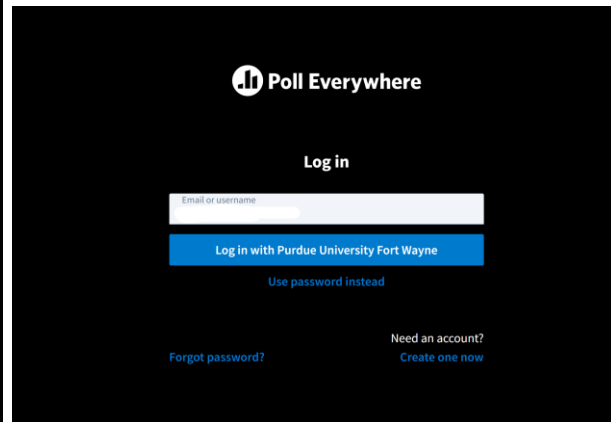 Poll Everywhere
Log in
Email or username
Log in with Purdue University Fort Wayne
Use password instead
Need an account?
Forgot password? Create one now